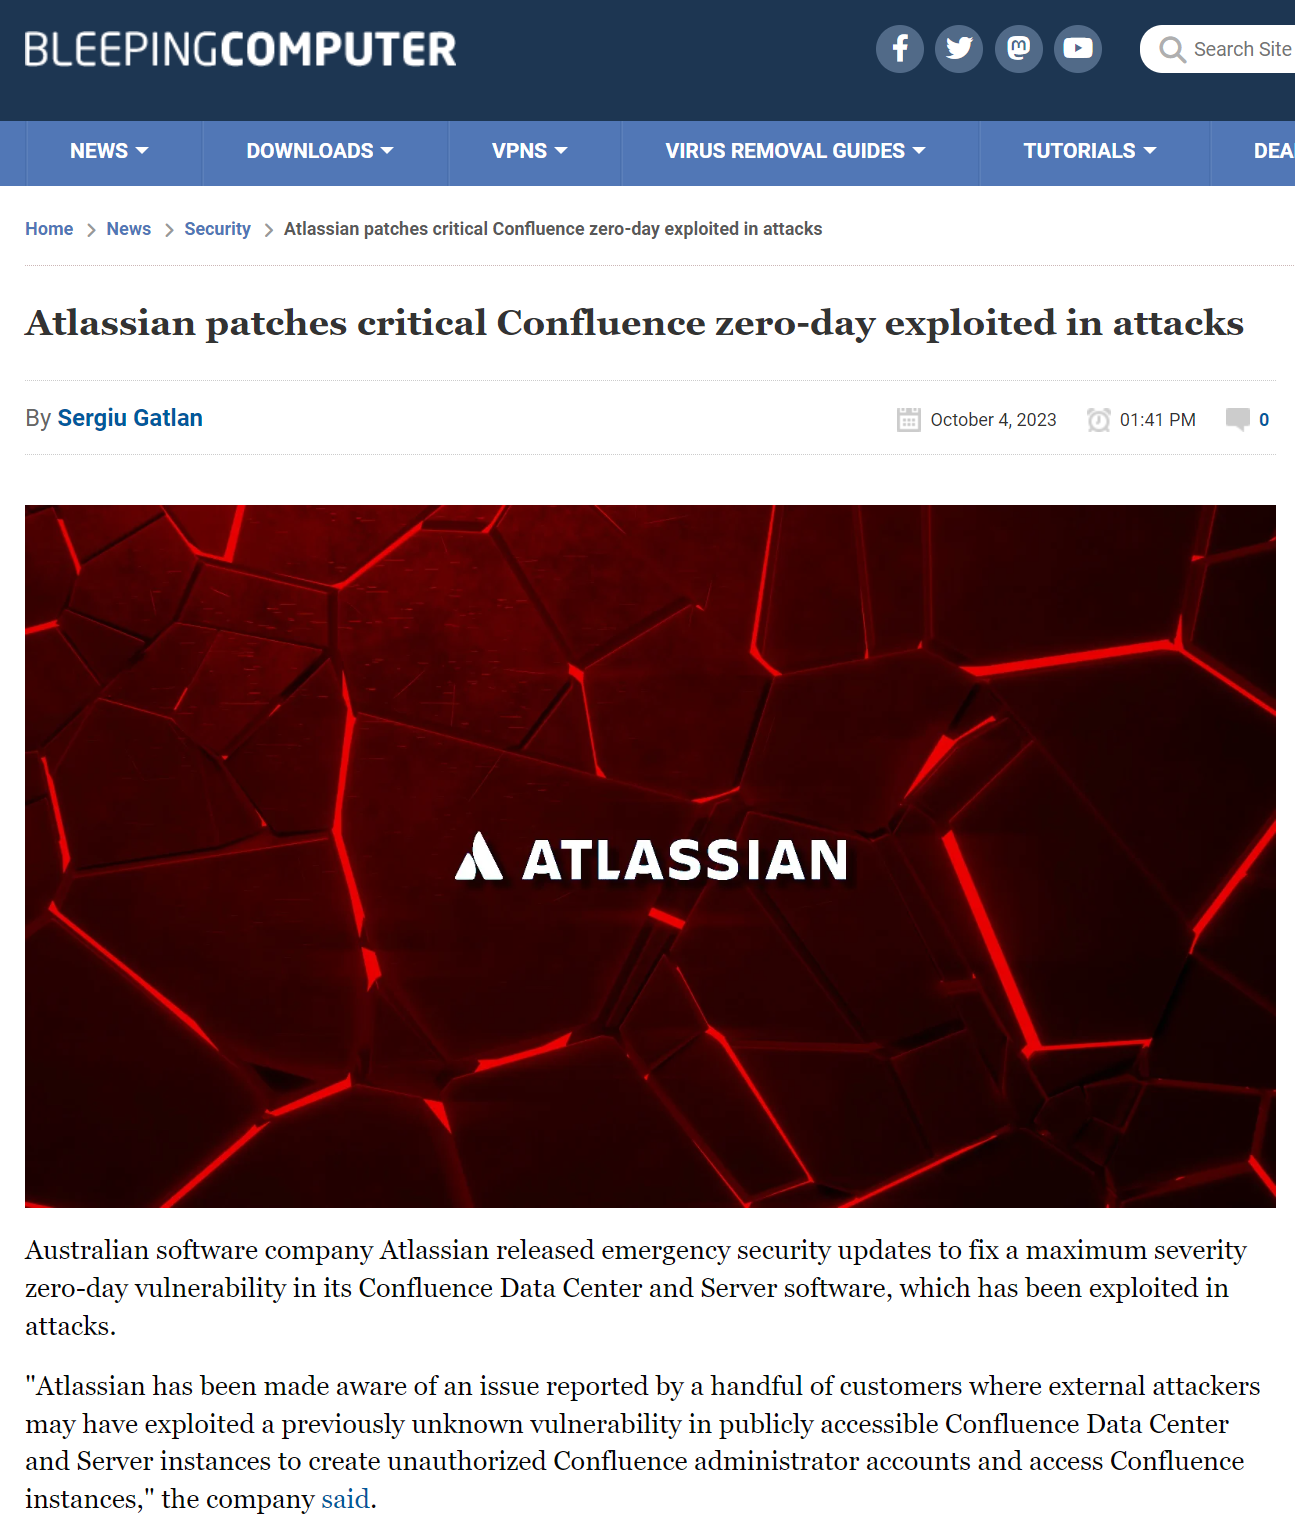 BLEEPINGCOMPUTER
Search Site
NEWS
DOWNLOADS
VPNS
VIRUS REMOVAL GUIDES
TUTORIALS
DEA
Home
News
Security
Atlassian patches critical Confluence zero-day exploited in attacks
Atlassian patches critical Confluence zero-day exploited in attacks
By Sergiu Gatlan
October 4, 2023
01:41 PM
0
ATLASSIAN
Australian software company Atlassian released emergency security updates to fix a maximum severity
zero-day vulnerability in its Confluence Data Center and Server software, which has been exploited in
attacks.
"Atlassian has been made aware of an issue reported by a handful of customers where external attackers
may have exploited a previously unknown vulnerability in publicly accessible Confluence Data Center
and Server instances to create unauthorized Confluence administrator accounts and access Confluence
instances," the company said.